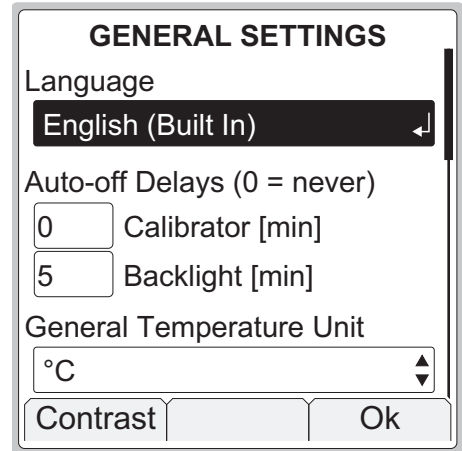 GENERAL SETTINGS
Language
English (Built In)
Auto-off Delays (0 = never)
0 Calibrator [min]
5 Backlight [min]
General Temperature Unit
°C
Contrast Ok